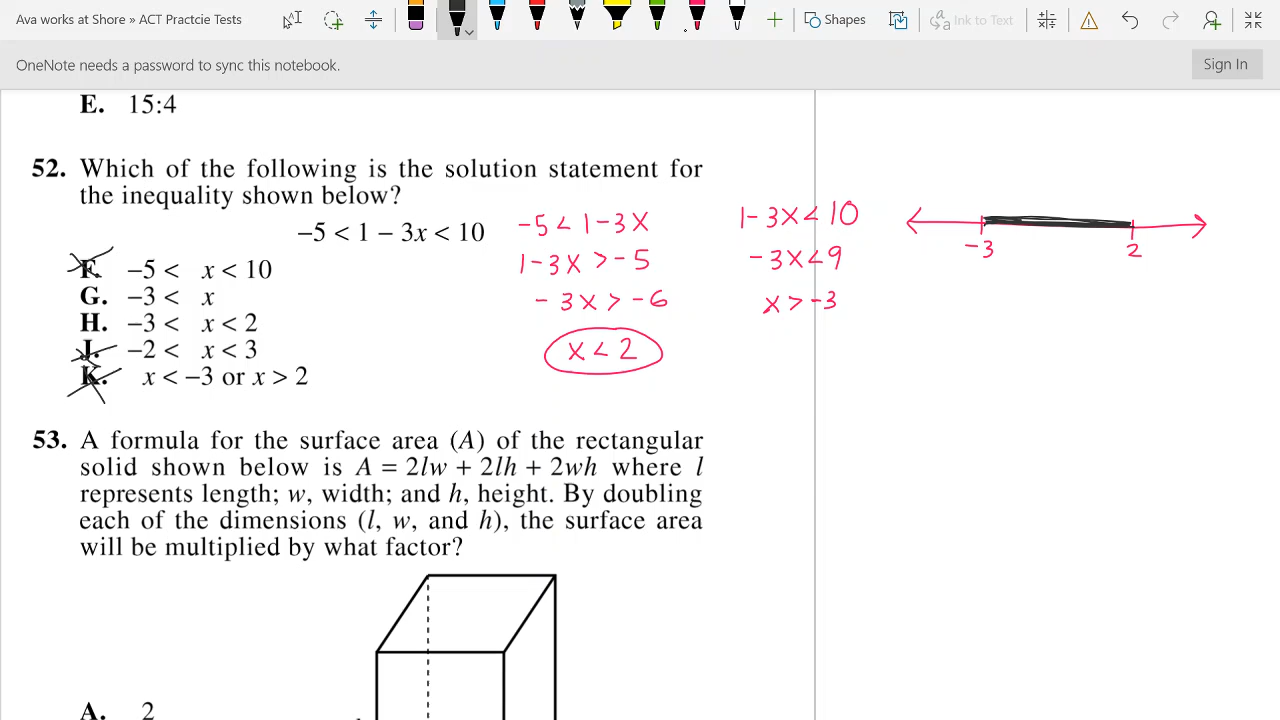 Ava works at Shore » ACT Practcie Tests
Shapes
Ink to Text
OneNote needs a password to sync this notebook.
Sign In
E. 15:4
52. Which of the following is the solution statement for
the inequality shown below?
−5 < 1 − 3x < 10
F. −5 < x < 10
G. −3 < x
H. −3 < x < 2
J. −2 < x < 3
K. x < −3 or x > 2
-5 < 1-3x
1-3x > -5
-3x > -6
x < 2
1-3x < 10
-3x < 9
x > -3
-3 2
53. A formula for the surface area (A) of the rectangular
solid shown below is A = 2lw + 2lh + 2wh where l
represents length; w, width; and h, height. By doubling
each of the dimensions (l, w, and h), the surface area
will be multiplied by what factor?
A. 2